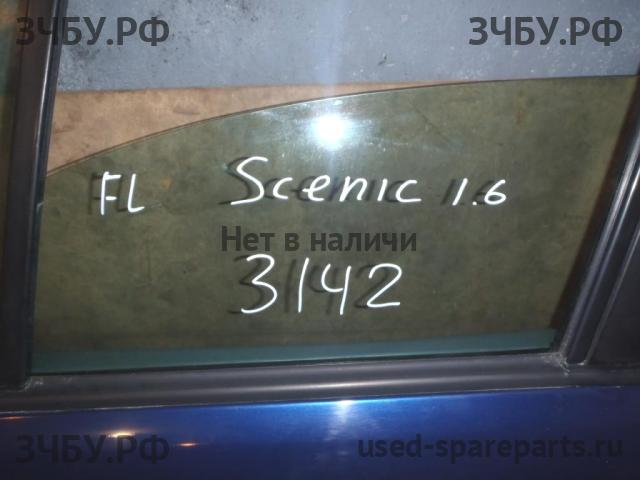 ЗЧБУ.РФ ЗЧБУ.РФ
FL Scenic 1.6
Нет в наличи
3142
ЗЧБУ.РФ used-spareparts.ru